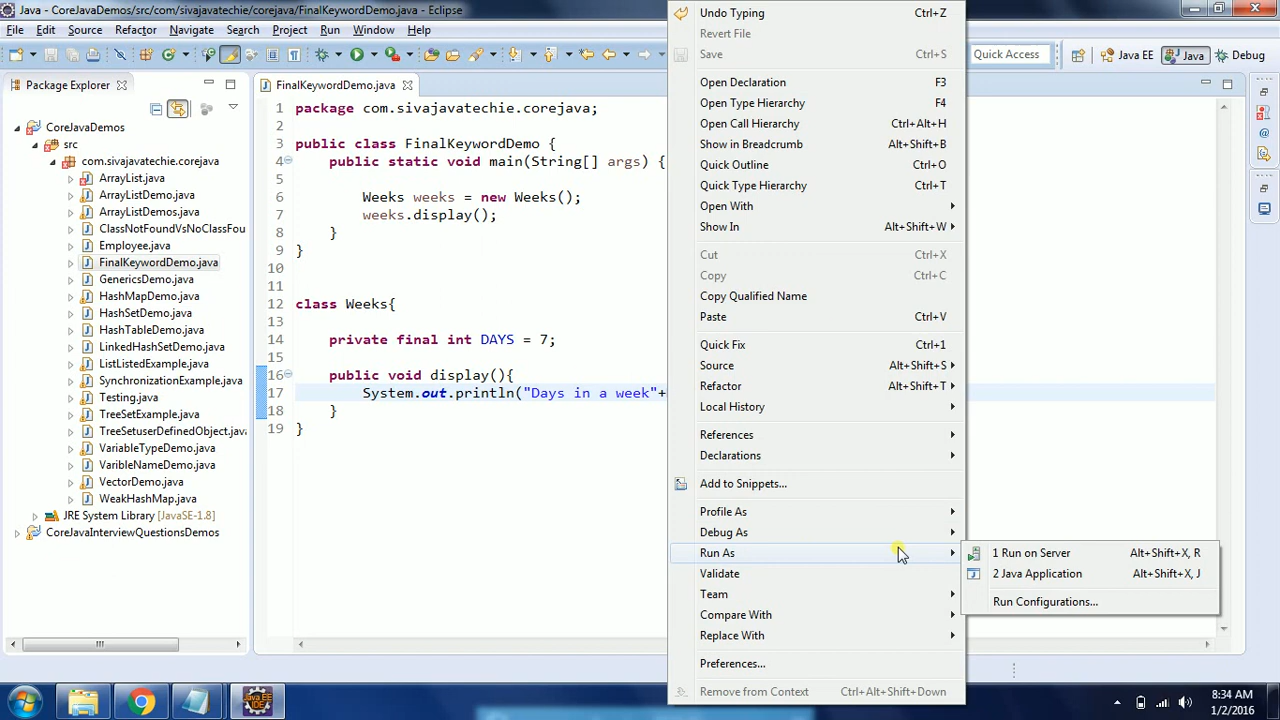 Java - CoreJavaDemos/src/com/sivajavatechie/corejava/FinalKeywordDemo.java - Eclipse
File Edit Source Refactor Navigate Search Project Run Window Help
Quick Access Java EE Java Debug
Package Explorer
CoreJavaDemos
src
com.sivajavatechie.corejava
ArrayList.java
ArrayListDemo.java
ArrayListDemos.java
ClassNotFoundVsNoClassFou
Employee.java
FinalKeywordDemo.java
GenericsDemo.java
HashMapDemo.java
HashSetDemo.java
HashTableDemo.java
LinkedHashSetDemo.java
ListListedExample.java
SynchronizationExample.java
Testing.java
TreeSetExample.java
TreeSetuserDefinedObject.java
VariableTypeDemo.java
VaribleNameDemo.java
VectorDemo.java
WeakHashMap.java
JRE System Library [JavaSE-1.8]
CoreJavaInterviewQuestionsDemos
FinalKeywordDemo.java
1 package com.sivajavatechie.corejava;
2
3 public class FinalKeywordDemo {
4 public static void main(String[] args) {
5
6 Weeks weeks = new Weeks();
7 weeks.display();
8 }
9 }
10
11
12 class Weeks{
13
14 private final int DAYS = 7;
15
16 public void display(){
17 System.out.println("Days in a week"+
18 }
19 }
Undo Typing Ctrl+Z
Revert File
Save Ctrl+S
Open Declaration F3
Open Type Hierarchy F4
Open Call Hierarchy Ctrl+Alt+H
Show in Breadcrumb Alt+Shift+B
Quick Outline Ctrl+O
Quick Type Hierarchy Ctrl+T
Open With
Show In Alt+Shift+W
Cut Ctrl+X
Copy Ctrl+C
Copy Qualified Name
Paste Ctrl+V
Quick Fix Ctrl+1
Source Alt+Shift+S
Refactor Alt+Shift+T
Local History
References
Declarations
Add to Snippets...
Profile As
Debug As
Run As
Validate
Team
Compare With
Replace With
Preferences...
Remove from Context Ctrl+Alt+Shift+Down
1 Run on Server Alt+Shift+X, R
2 Java Application Alt+Shift+X, J
Run Configurations...
Java EE
IDE
8:34 AM
1/2/2016